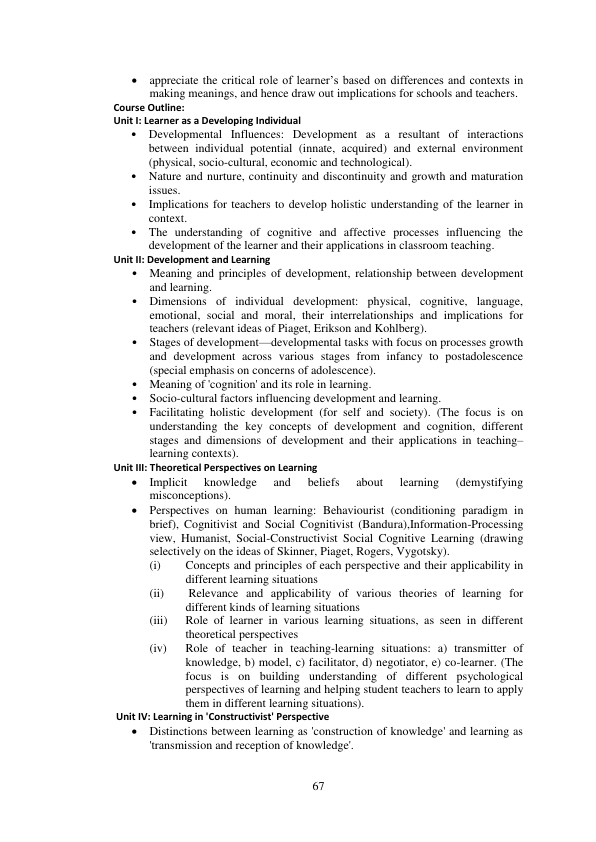 • appreciate the critical role of learner's based on differences and contexts in
making meanings, and hence draw out implications for schools and teachers.
Course Outline:
Unit I: Learner as a Developing Individual
• Developmental Influences: Development as a resultant of interactions
between individual potential (innate, acquired) and external environment
(physical, socio-cultural, economic and technological).
• Nature and nurture, continuity and discontinuity and growth and maturation
issues.
• Implications for teachers to develop holistic understanding of the learner in
context.
• The understanding of cognitive and affective processes influencing the
development of the learner and their applications in classroom teaching.
Unit II: Development and Learning
• Meaning and principles of development, relationship between development
and learning.
• Dimensions of individual development: physical, cognitive, language,
emotional, social and moral, their interrelationships and implications for
teachers (relevant ideas of Piaget, Erikson and Kohlberg).
• Stages of development—developmental tasks with focus on processes growth
and development across various stages from infancy to postadolescence
(special emphasis on concerns of adolescence).
• Meaning of 'cognition' and its role in learning.
• Socio-cultural factors influencing development and learning.
• Facilitating holistic development (for self and society). (The focus is on
understanding the key concepts of development and cognition, different
stages and dimensions of development and their applications in teaching–
learning contexts).
Unit III: Theoretical Perspectives on Learning
• Implicit knowledge and beliefs about learning (demystifying
misconceptions).
• Perspectives on human learning: Behaviourist (conditioning paradigm in
brief), Cognitivist and Social Cognitivist (Bandura),Information-Processing
view, Humanist, Social-Constructivist Social Cognitive Learning (drawing
selectively on the ideas of Skinner, Piaget, Rogers, Vygotsky).
(i) Concepts and principles of each perspective and their applicability in
different learning situations
(ii) Relevance and applicability of various theories of learning for
different kinds of learning situations
(iii) Role of learner in various learning situations, as seen in different
theoretical perspectives
(iv) Role of teacher in teaching-learning situations: a) transmitter of
knowledge, b) model, c) facilitator, d) negotiator, e) co-learner. (The
focus is on building understanding of different psychological
perspectives of learning and helping student teachers to learn to apply
them in different learning situations).
Unit IV: Learning in 'Constructivist' Perspective
• Distinctions between learning as 'construction of knowledge' and learning as
'transmission and reception of knowledge'.
67